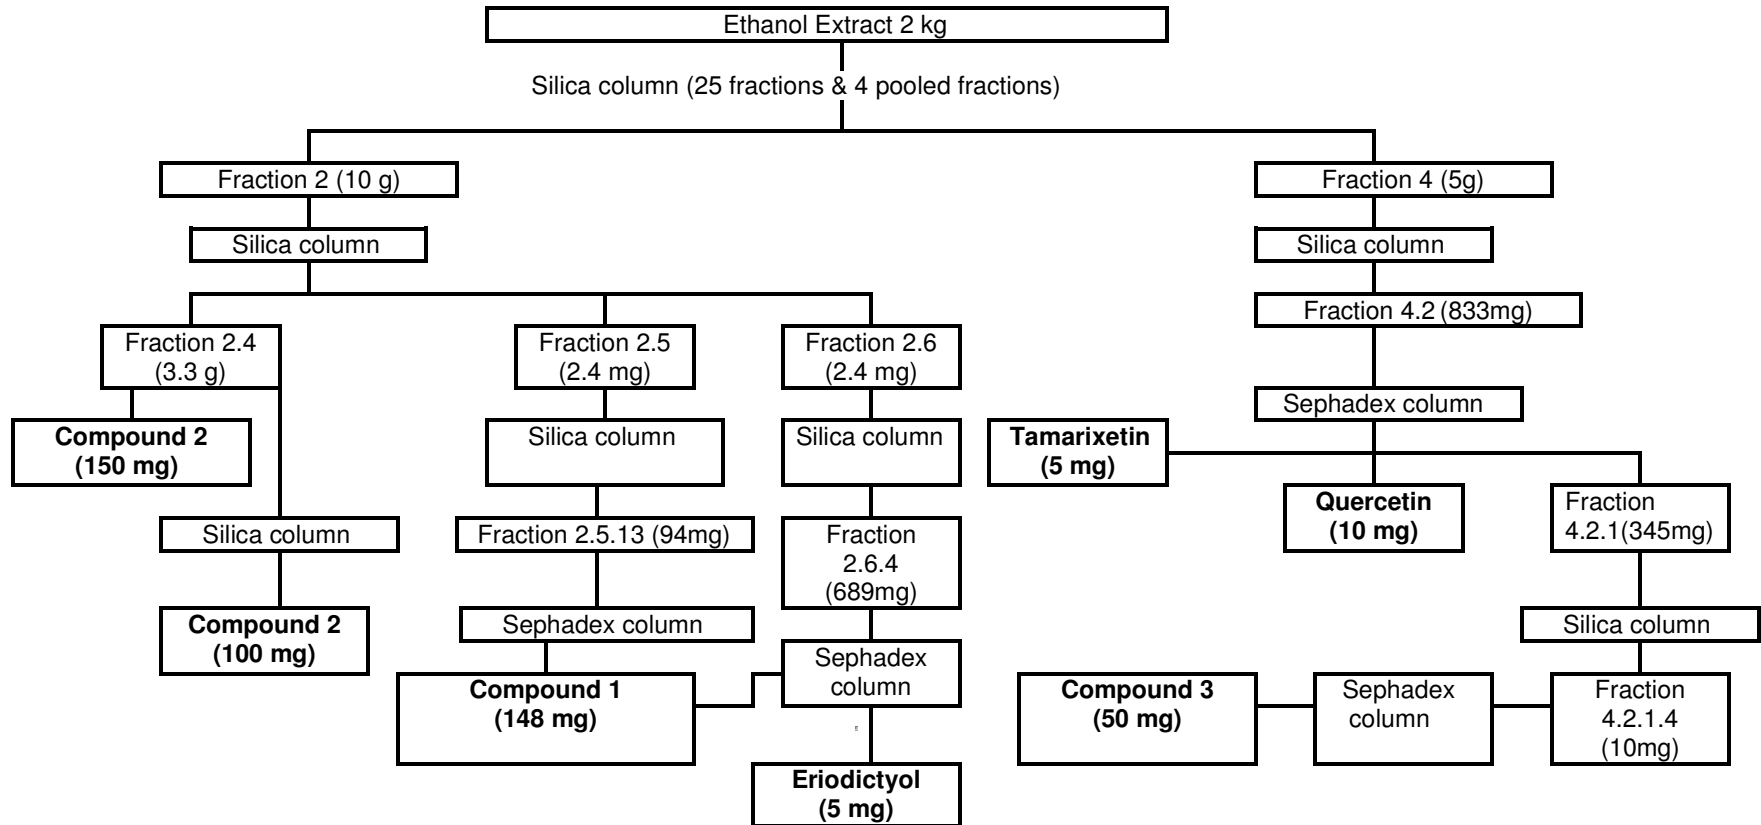 Ethanol Extract 2 kg
Silica column (25 fractions & 4 pooled fractions)
Fraction 2 (10 g)
Fraction 4 (5g)
Silica column
Silica column
Fraction 4.2 (833mg)
Fraction 2.4
(3.3 g)
Fraction 2.5
(2.4 mg)
Fraction 2.6
(2.4 mg)
Sephadex column
Compound 2
(150 mg)
Silica column
Silica column
Tamarixetin
(5 mg)
Quercetin
(10 mg)
Fraction
4.2.1(345mg)
Silica column
Fraction 2.5.13 (94mg)
Fraction
2.6.4
(689mg)
Compound 2
(100 mg)
Sephadex column
Silica column
Sephadex
column
Compound 1
(148 mg)
Compound 3
(50 mg)
Sephadex
column
Fraction
4.2.1.4
(10mg)
Eriodictyol
(5 mg)